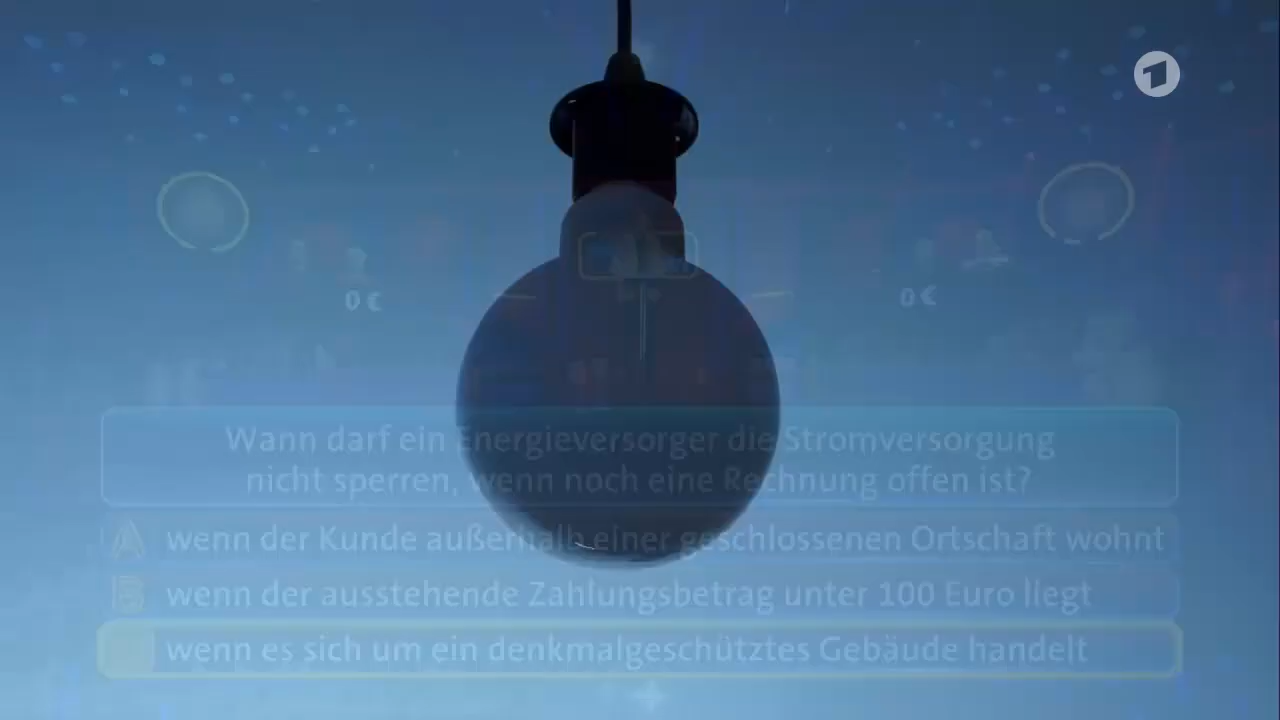 1
0 €
0 €
Wann darf ein Energieversorger die Stromversorgung
nicht sperren, wenn noch eine Rechnung offen ist?
A wenn der Kunde außerhalb einer geschlossenen Ortschaft wohnt
B wenn der ausstehende Zahlungsbetrag unter 100 Euro liegt
wenn es sich um ein denkmalgeschütztes Gebäude handelt